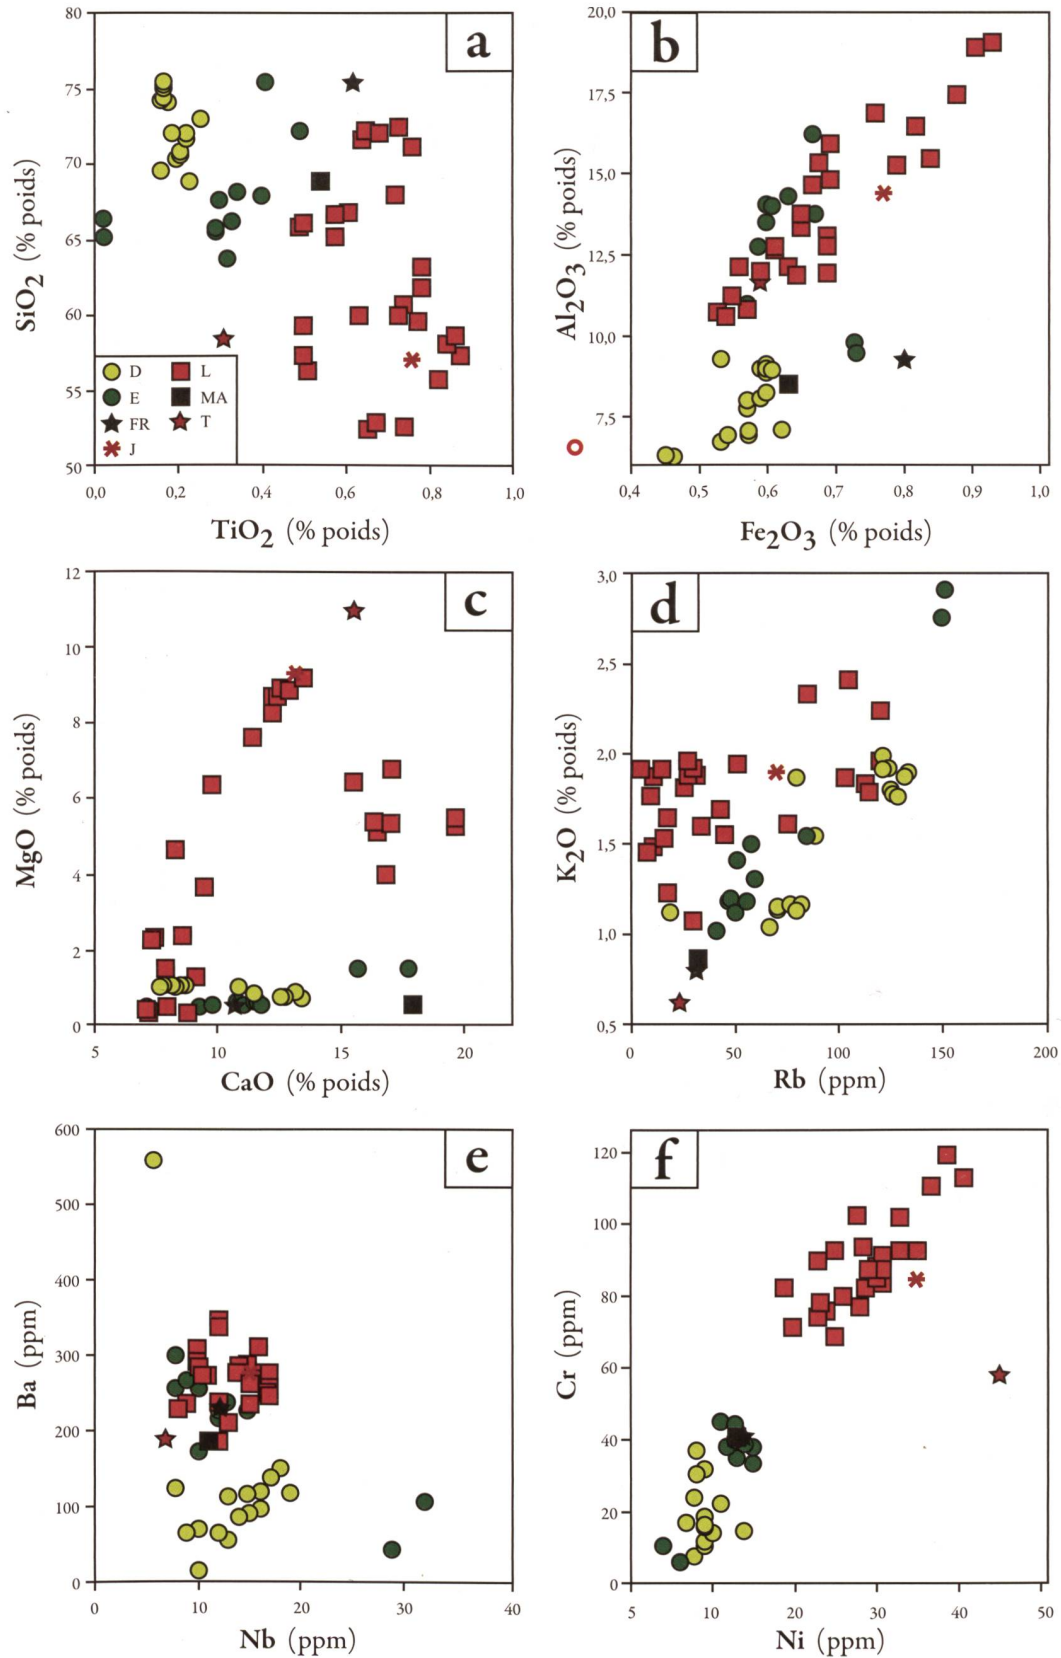 a
80
75
70
65
60
55
50
SiO2 (% poids)
D L
E MA
FR T
J
0,0 0,2 0,4 0,6 0,8 1,0
TiO2 (% poids)
b
20,0
17,5
15,0
12,5
10,0
7,5
Al2O3 (% poids)
0,4 0,5 0,6 0,7 0,8 0,9 1,0
Fe2O3 (% poids)
c
12
10
8
6
4
2
0
MgO (% poids)
5 10 15 20
CaO (% poids)
d
3,0
2,5
2,0
1,5
1,0
0,5
K2O (% poids)
0 50 100 150 200
Rb (ppm)
e
600
500
400
300
200
100
0
Ba (ppm)
0 10 20 30 40
Nb (ppm)
f
120
100
80
60
40
20
0
Cr (ppm)
5 10 20 30 40 50
Ni (ppm)